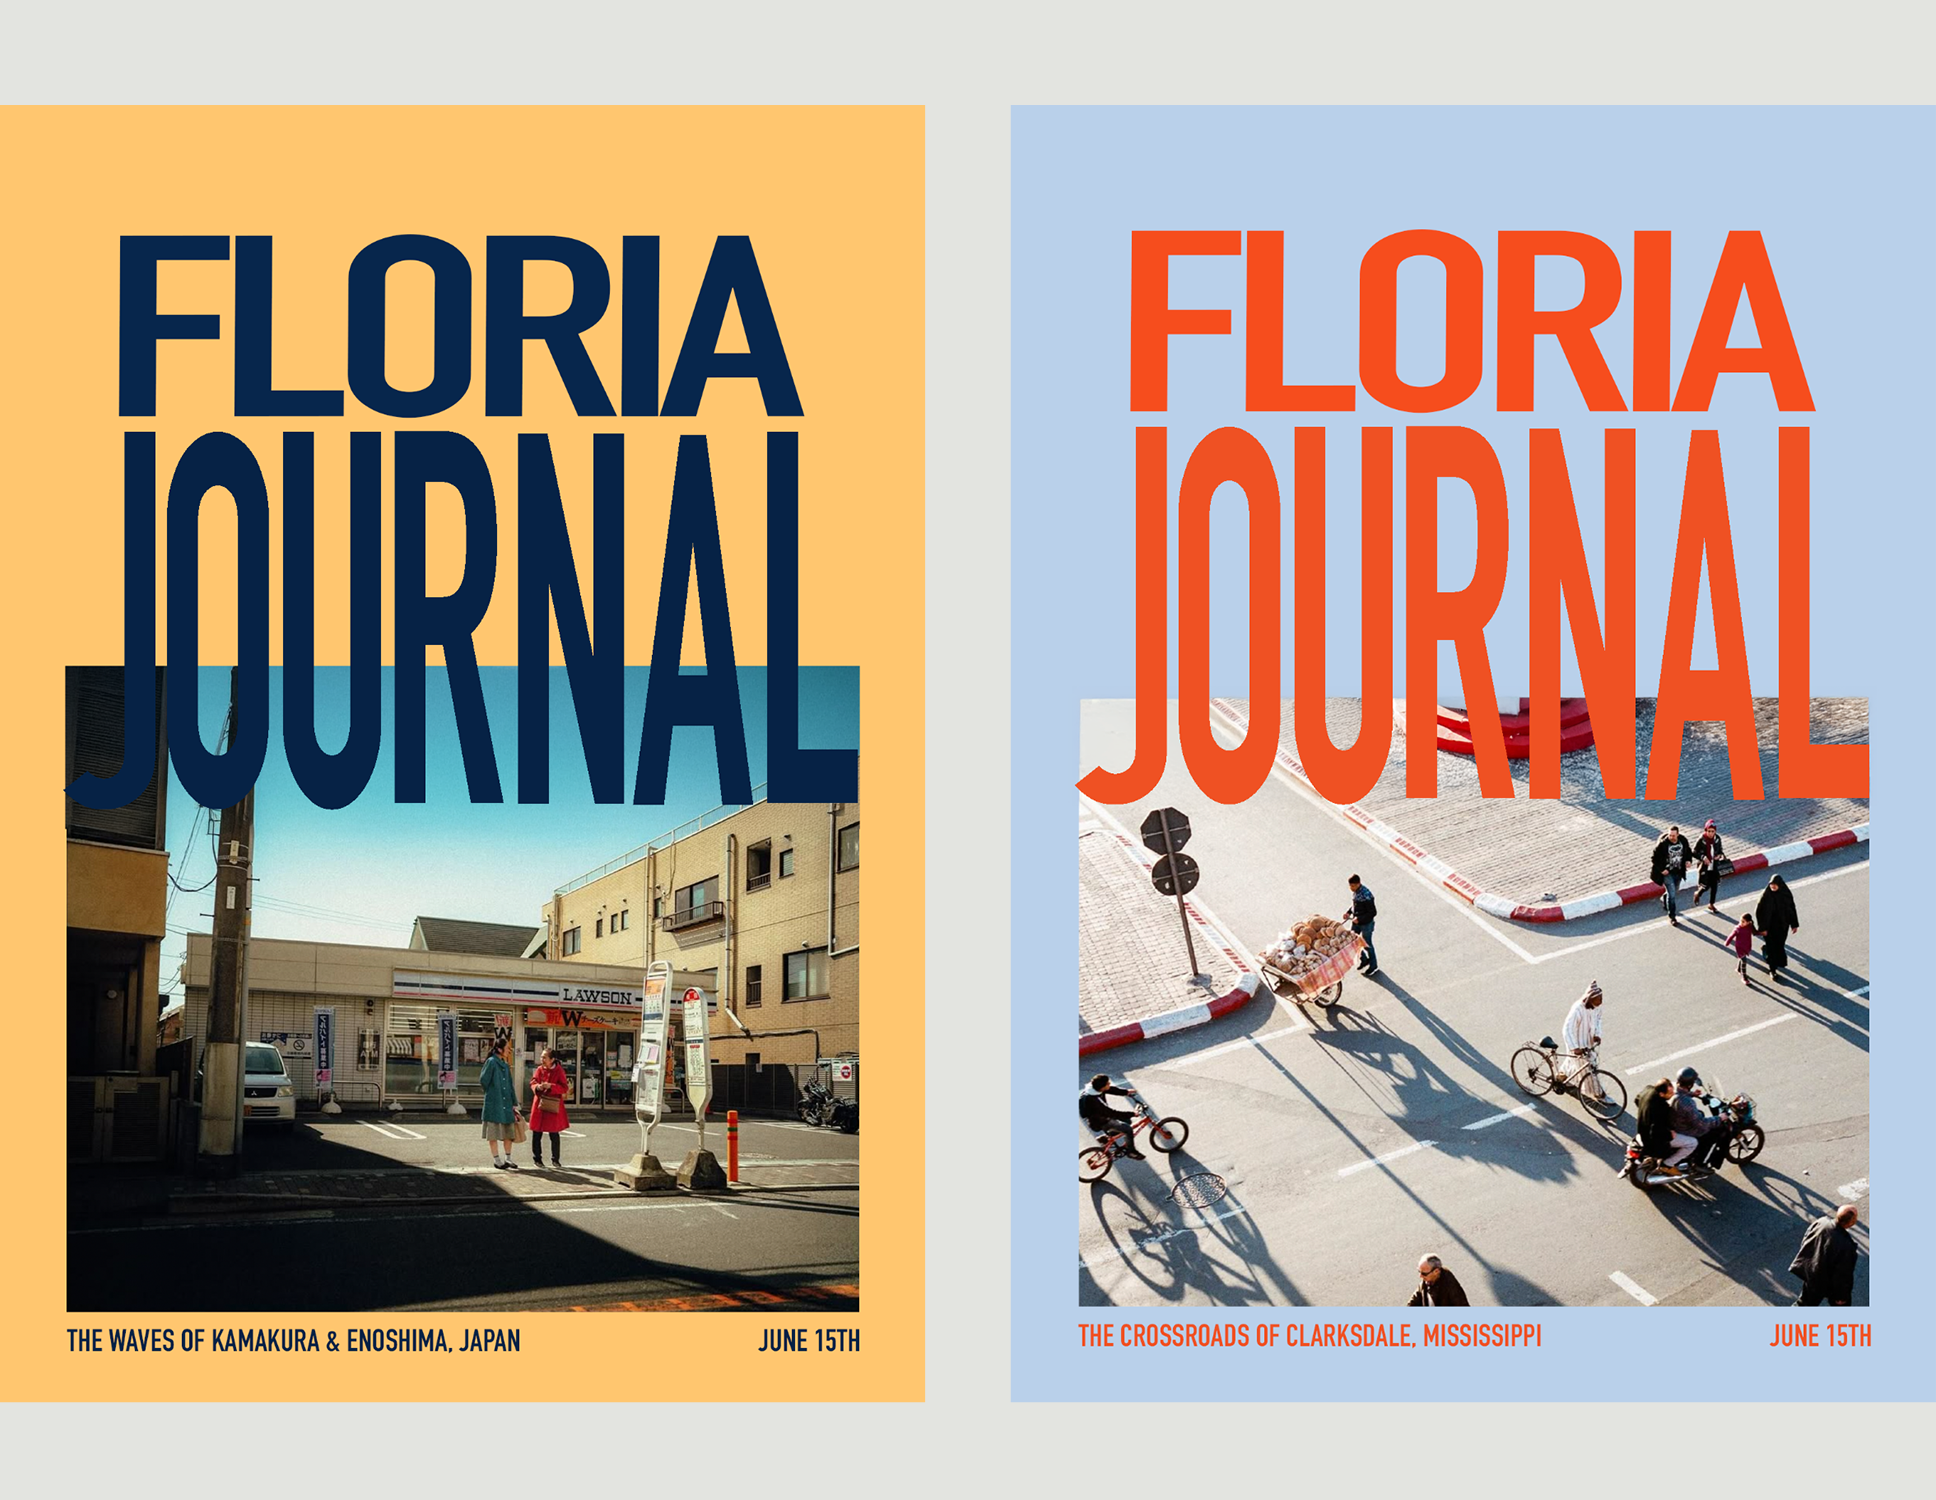 FLORIA
JOURNAL
LAWSON
THE WAVES OF KAMAKURA & ENOSHIMA, JAPAN
JUNE 15TH
FLORIA
JOURNAL
THE CROSSROADS OF CLARKSDALE, MISSISSIPPI
JUNE 15TH